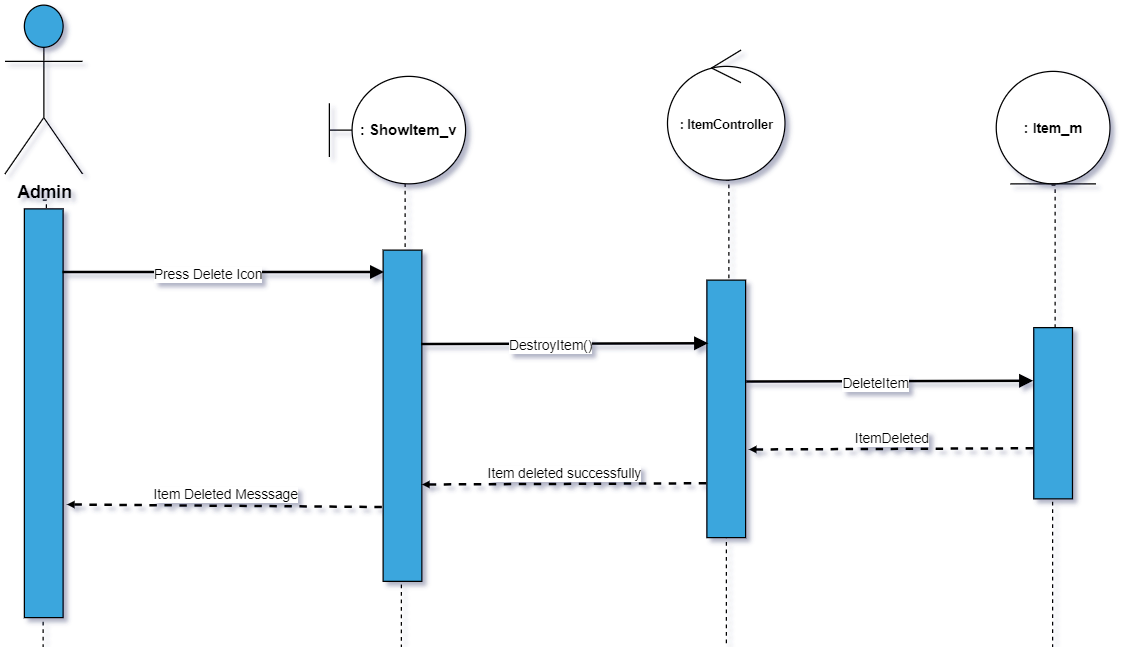 : ShowItem_v
: ItemController
: Item_m
Admin
Press Delete Icon
DestroyItem()
DeleteItem
ItemDeleted
Item deleted successfully
Item Deleted Messsage